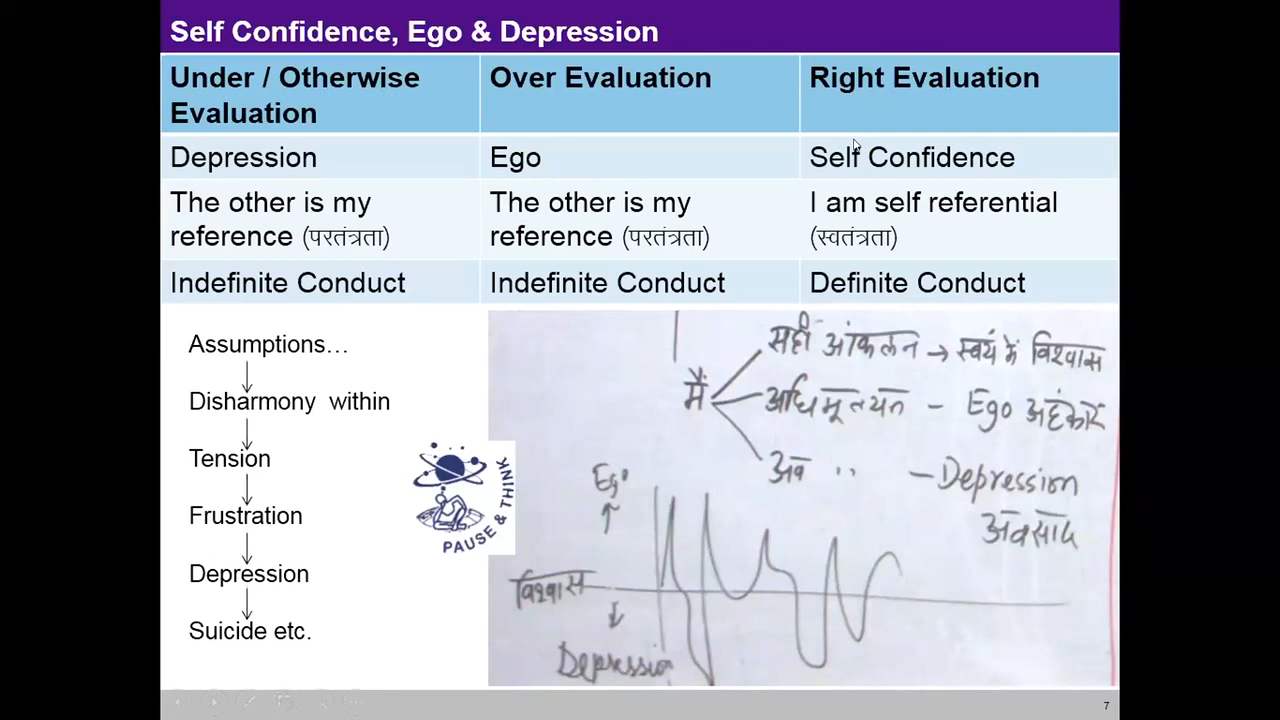 Self Confidence, Ego & Depression
Under / Otherwise
Evaluation
Over Evaluation
Right Evaluation
Depression
Ego
Self Confidence
The other is my
reference (परतंत्रता)
The other is my
reference (परतंत्रता)
I am self referential
(स्वतंत्रता)
Indefinite Conduct
Indefinite Conduct
Definite Conduct
Assumptions…
Disharmony within
Tension
Frustration
Depression
Suicide etc.
PAUSE & THINK
मैं
सही आंकलन → स्वयं में विश्वास
अधिमूल्यन – Ego अहंकार
अव " – Depression
अवसाद
Ego
विश्वास
Depression
7